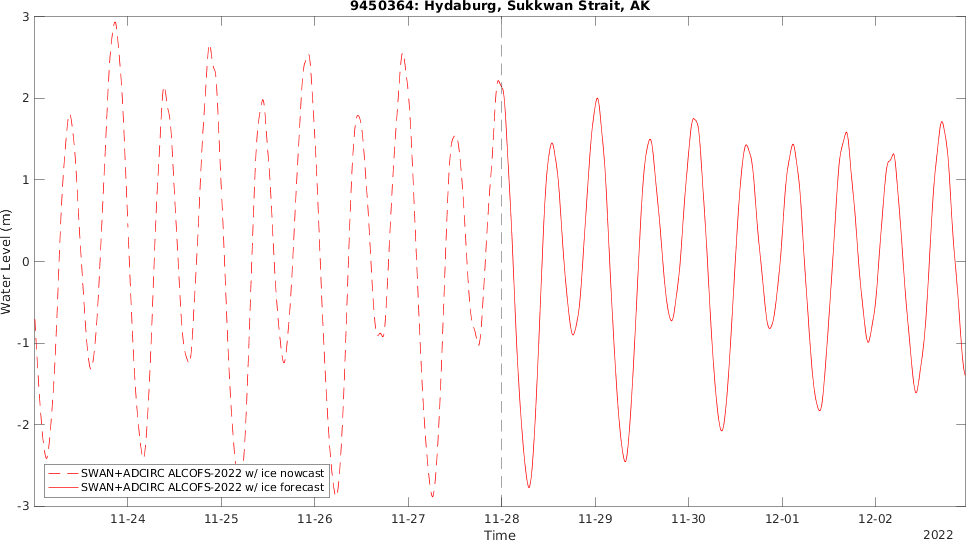 9450364: Hydaburg, Sukkwan Strait, AK
3
2
1
0
-1
-2
-3
Water Level (m)
SWAN+ADCIRC ALCOFS-2022 w/ ice nowcast
SWAN+ADCIRC ALCOFS-2022 w/ ice forecast
11-24 11-25 11-26 11-27 11-28 11-29 11-30 12-01 12-02
Time
2022